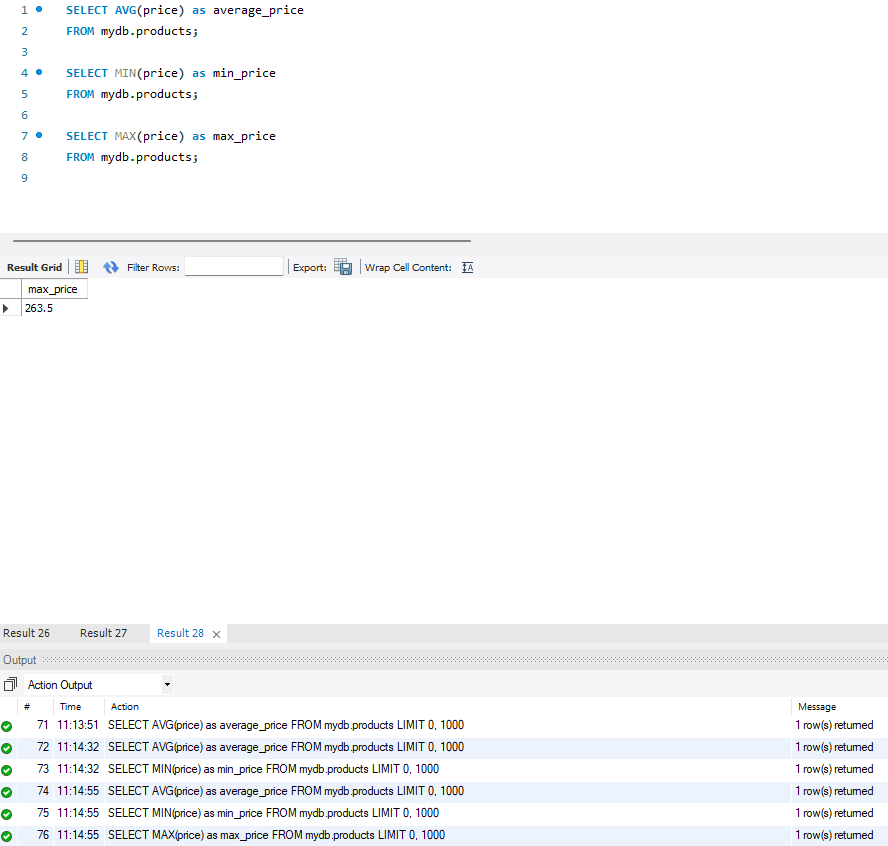 1 SELECT AVG(price) as average_price
2 FROM mydb.products;
3
4 SELECT MIN(price) as min_price
5 FROM mydb.products;
6
7 SELECT MAX(price) as max_price
8 FROM mydb.products;
9
Result Grid Filter Rows: Export: Wrap Cell Content: IA
max_price
263.5
Result 26 Result 27 Result 28
Output
Action Output
# Time Action Message
71 11:13:51 SELECT AVG(price) as average_price FROM mydb.products LIMIT 0, 1000 1 row(s) returned
72 11:14:32 SELECT AVG(price) as average_price FROM mydb.products LIMIT 0, 1000 1 row(s) returned
73 11:14:32 SELECT MIN(price) as min_price FROM mydb.products LIMIT 0, 1000 1 row(s) returned
74 11:14:55 SELECT AVG(price) as average_price FROM mydb.products LIMIT 0, 1000 1 row(s) returned
75 11:14:55 SELECT MIN(price) as min_price FROM mydb.products LIMIT 0, 1000 1 row(s) returned
76 11:14:55 SELECT MAX(price) as max_price FROM mydb.products LIMIT 0, 1000 1 row(s) returned